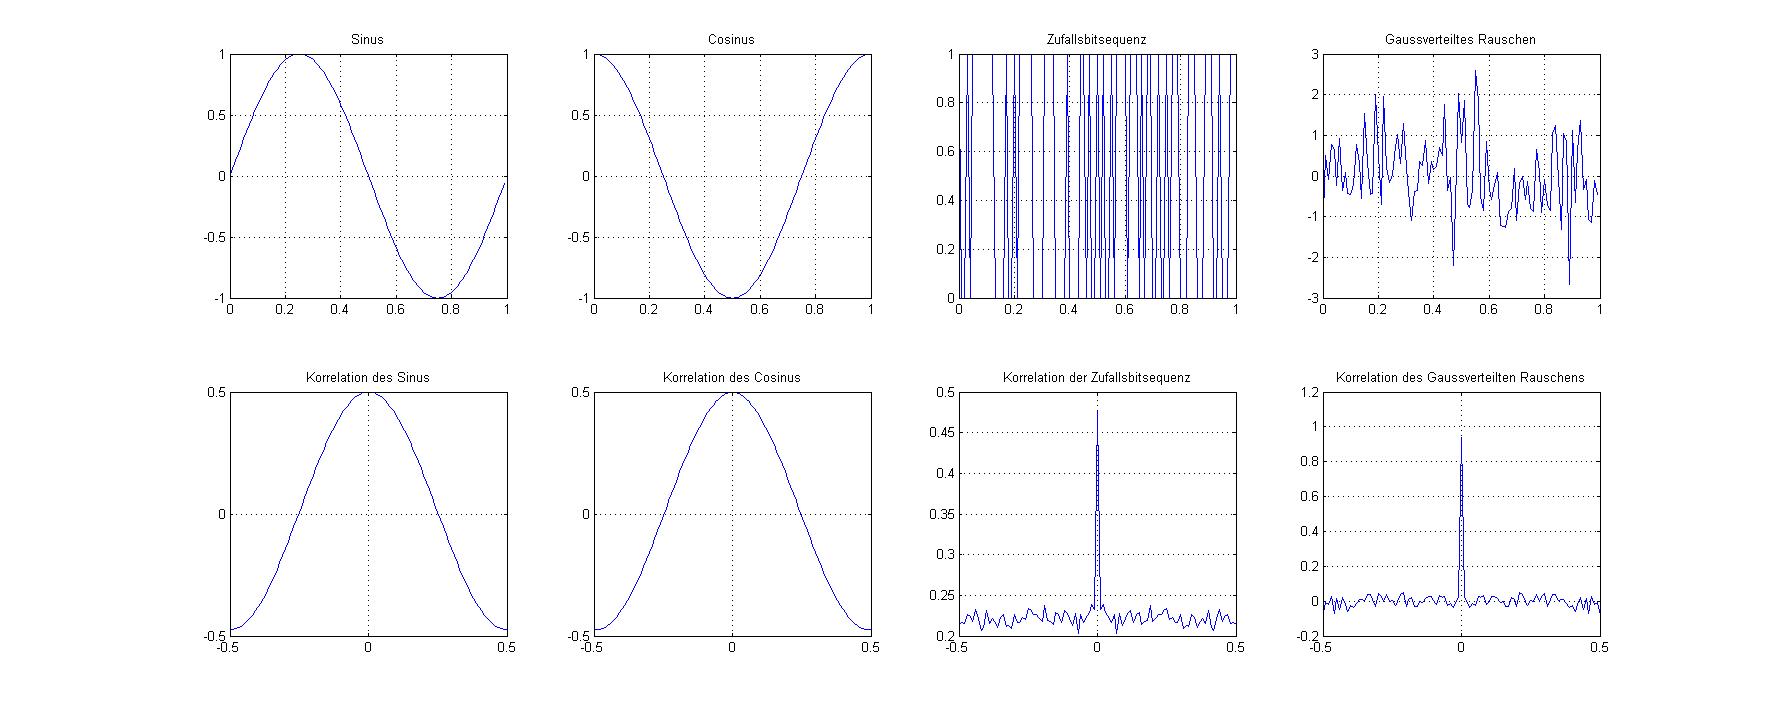 Sinus
1
0.5
0
-0.5
-1
0 0.2 0.4 0.6 0.8 1
Cosinus
1
0.5
0
-0.5
-1
0 0.2 0.4 0.6 0.8 1
Zufallsbitsequenz
1
0.8
0.6
0.4
0.2
0
0 0.2 0.4 0.6 0.8 1
Gaussverteiltes Rauschen
3
2
1
0
-1
-2
-3
0 0.2 0.4 0.6 0.8 1
Korrelation des Sinus
0.5
0
-0.5
-0.5 0 0.5
Korrelation des Cosinus
0.5
0
-0.5
-0.5 0 0.5
Korrelation der Zufallsbitsequenz
0.5
0.45
0.4
0.35
0.3
0.25
0.2
-0.5 0 0.5
Korrelation des Gaussverteilten Rauschens
1.2
1
0.8
0.6
0.4
0.2
0
-0.2
-0.5 0 0.5